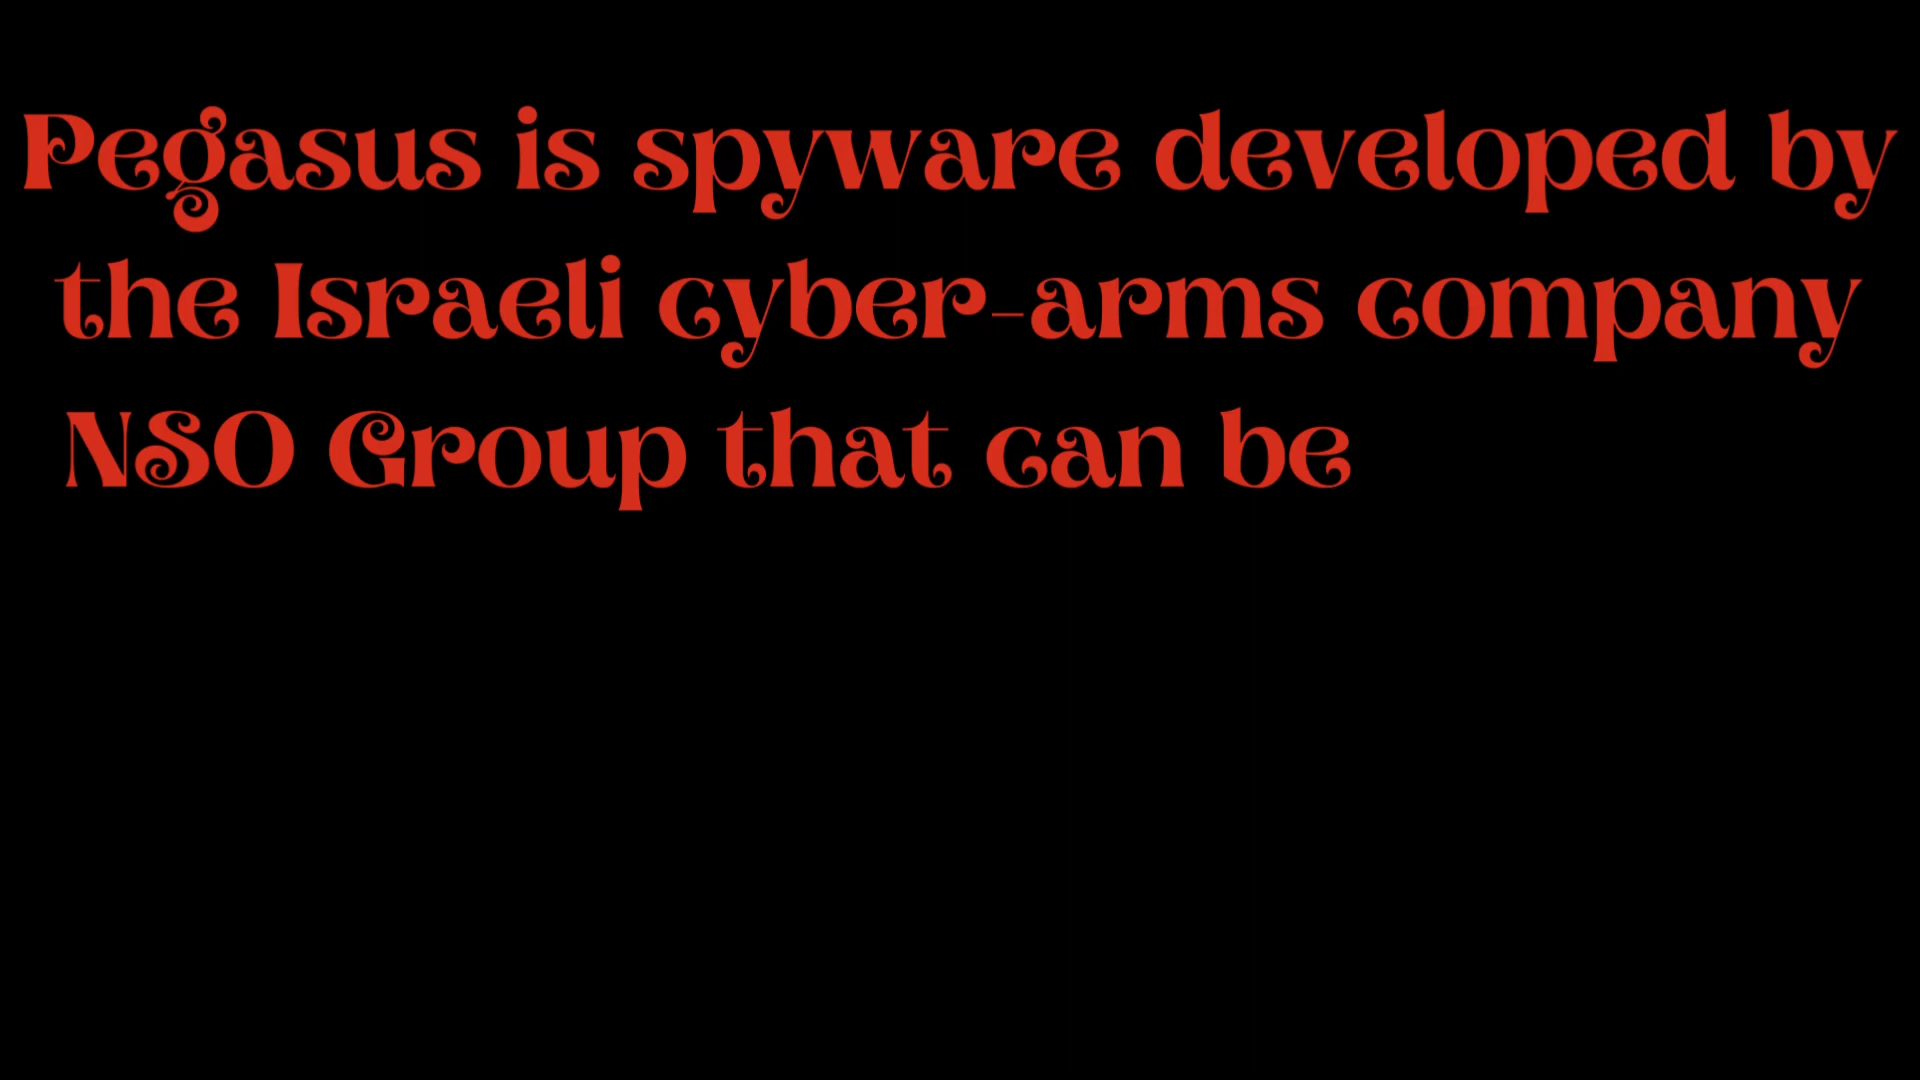 Pegasus is spyware developed by
the Israeli cyber-arms company
NSO Group that can be